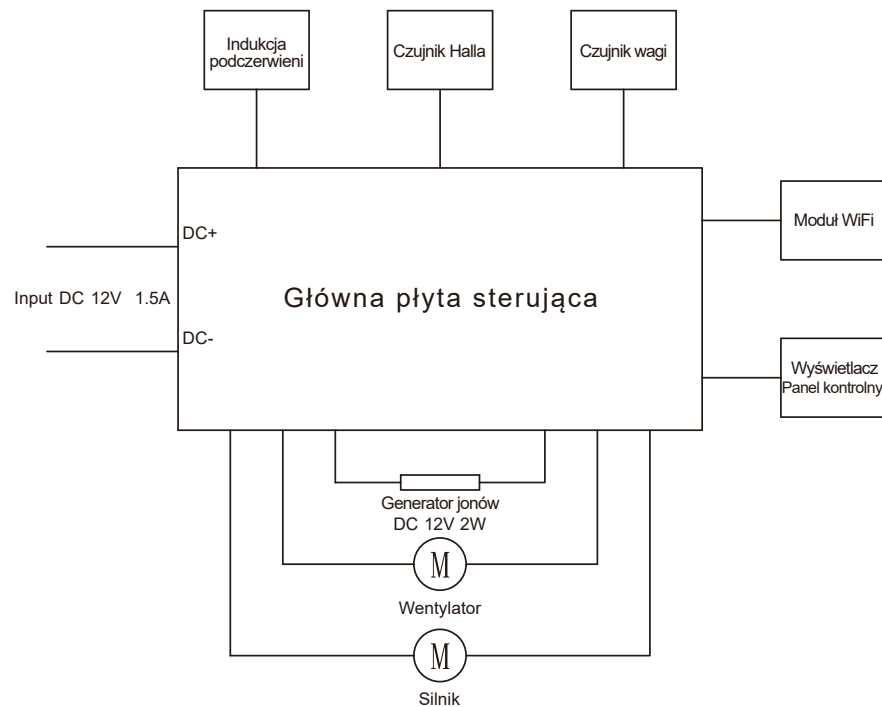 Indukcja
podczerwieni
Czujnik Halla
Czujnik wagi
Moduł WiFi
DC+
Input DC 12V 1.5A
Główna płyta sterująca
DC-
Wyświetlacz
Panel kontrolny
Generator jonów
DC 12V 2W
M
Wentylator
M
Silnik